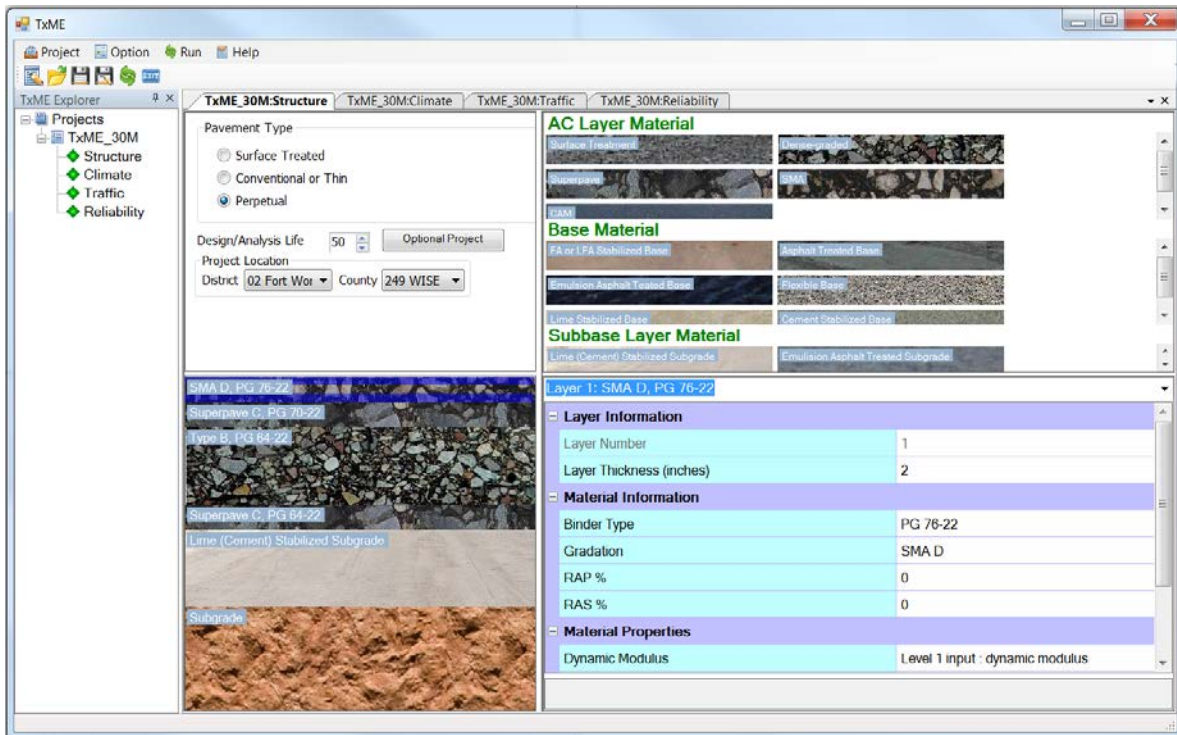 TxME
Project Option Run Help
EXIT
TxME Explorer
Projects
TxME_30M
Structure
Climate
Traffic
Reliability
TxME_30M:Structure TxME_30M:Climate TxME_30M:Traffic TxME_30M:Reliability
Pavement Type
Surface Treated
Conventional or Thin
Perpetual
Design/Analysis Life 50 Optional Project
Project Location
District 02 Fort Wor County 249 WISE
AC Layer Material
Surface Treatment Dense-graded
Superpave SMA
CAM
Base Material
FA or LFA Stabilized Base Asphalt Treated Base
Emulsion Asphalt Teated Base Flexible Base
Lime Stabilized Base Cement Stabilized Base
Subbase Layer Material
Lime (Cement) Stabilized Subgrade Emulision Asphalt Treated Subgrade
SMA D, PG 76-22
Superpave C, PG 70-22
Type B, PG 64-22
Superpave C, PG 64-22
Lime (Cement) Stabilized Subgrade
Subgrade
Layer 1: SMA D, PG 76-22
Layer Information
Layer Number 1
Layer Thickness (inches) 2
Material Information
Binder Type PG 76-22
Gradation SMA D
RAP % 0
RAS % 0
Material Properties
Dynamic Modulus Level 1 input : dynamic modulus